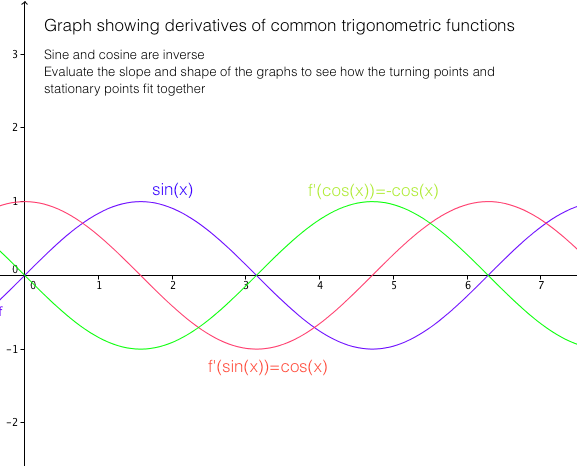 Graph showing derivatives of common trigonometric functions
Sine and cosine are inverse
Evaluate the slope and shape of the graphs to see how the turning points and
stationary points fit together
3
2
sin(x)
f'(cos(x))=-cos(x)
1
0
0 1 2 3 4 5 6 7
f
−1
f'(sin(x))=cos(x)
−2